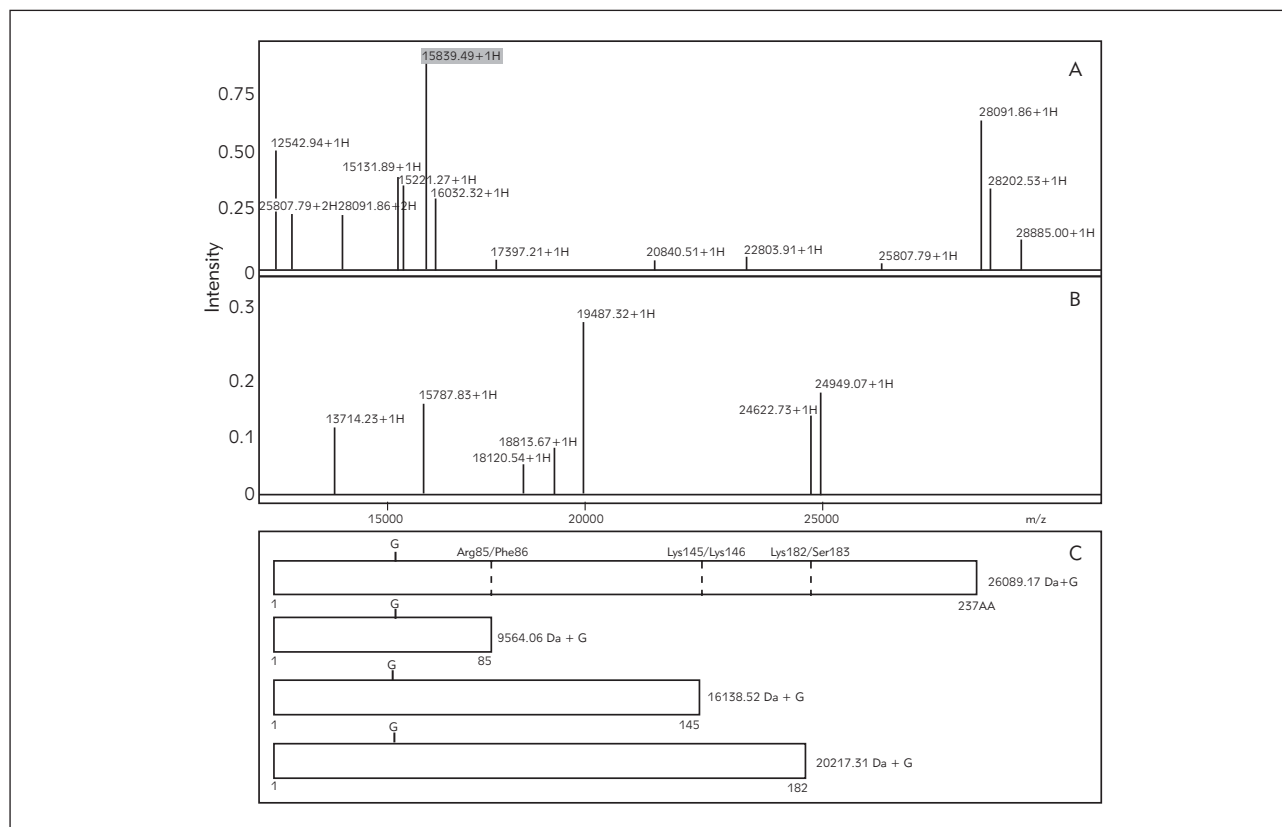 15839.49+1H
A
0.75
28091.86+1H
12542.94+1H
0.50
15131.89+1H
15221.27+1H
28202.53+1H
16032.32+1H
0.25
25807.79+2H
28091.86+2H
28885.00+1H
17397.21+1H
20840.51+1H
22803.91+1H
25807.79+1H
0
Intensity
B
0.3
19487.32+1H
0.2
24949.07+1H
15787.83+1H
24622.73+1H
13714.23+1H
0.1
18813.67+1H
18120.54+1H
0
15000
20000
25000
m/z
C
G
Arg85/Phe86
Lys145/Lys146
Lys182/Ser183
26089.17 Da+G
1
237AA
G
9564.06 Da + G
1
85
G
16138.52 Da + G
1
145
G
20217.31 Da + G
1
182